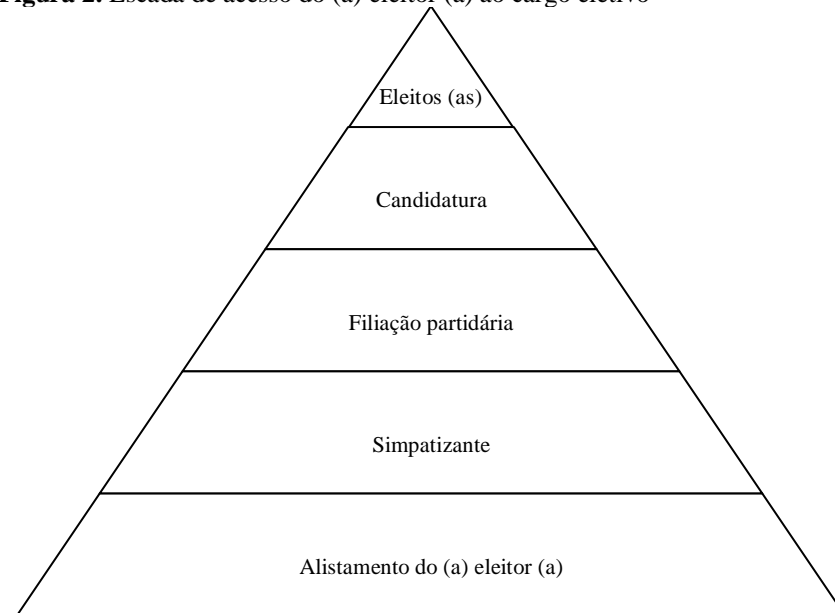 Figura 2. Escada de acesso do (a) eleitor (a) ao cargo eletivo
Eleitos (as)
Candidatura
Filiação partidária
Simpatizante
Alistamento do (a) eleitor (a)